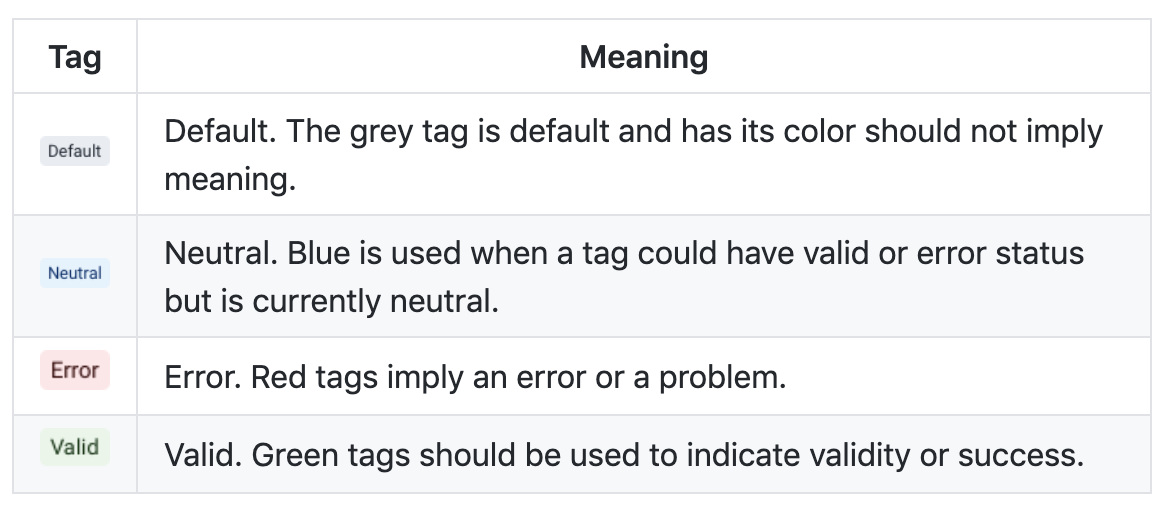 Tag Meaning
Default Default. The grey tag is default and has its color should not imply
meaning.
Neutral Neutral. Blue is used when a tag could have valid or error status
but is currently neutral.
Error Error. Red tags imply an error or a problem.
Valid Valid. Green tags should be used to indicate validity or success.